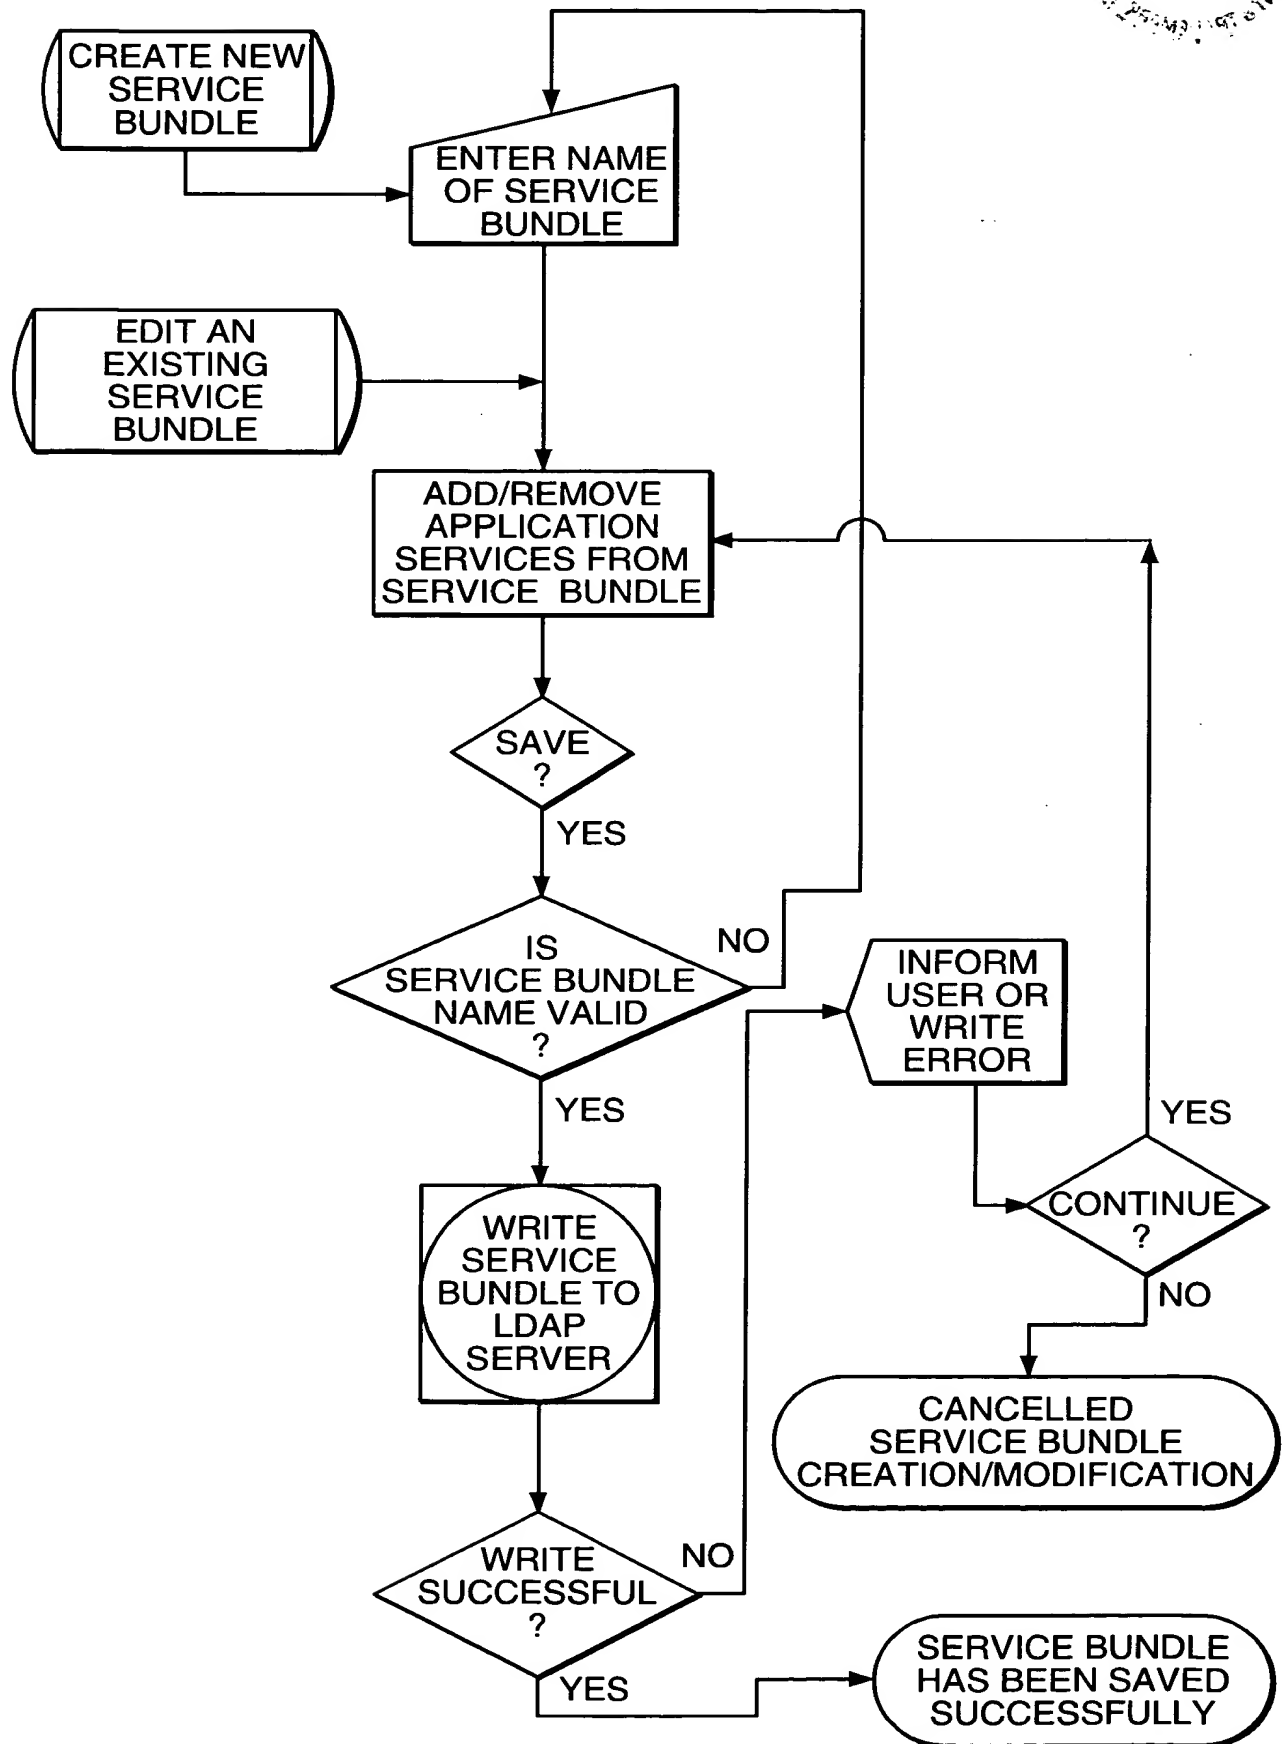 CREATE NEW
SERVICE
BUNDLE
ENTER NAME
OF SERVICE
BUNDLE
EDIT AN
EXISTING
SERVICE
BUNDLE
ADD/REMOVE
APPLICATION
SERVICES FROM
SERVICE BUNDLE
SAVE
?
YES
IS
SERVICE BUNDLE
NAME VALID
?
NO
YES
INFORM
USER OR
WRITE
ERROR
YES
CONTINUE
?
NO
WRITE
SERVICE
BUNDLE TO
LDAP
SERVER
CANCELLED
SERVICE BUNDLE
CREATION/MODIFICATION
WRITE
SUCCESSFUL
?
NO
YES
SERVICE BUNDLE
HAS BEEN SAVED
SUCCESSFULLY